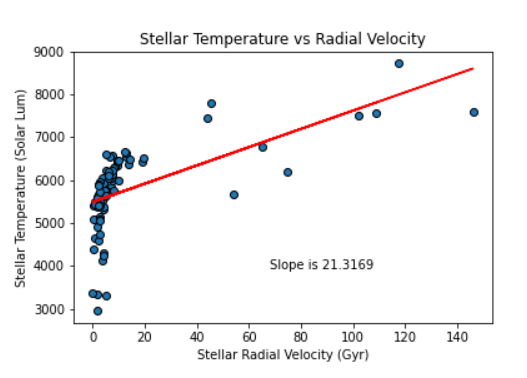 Stellar Temperature vs Radial Velocity
9000
8000
7000
6000
5000
4000
3000
Stellar Temperature (Solar Lum)
Slope is 21.3169
0 20 40 60 80 100 120 140
Stellar Radial Velocity (Gyr)